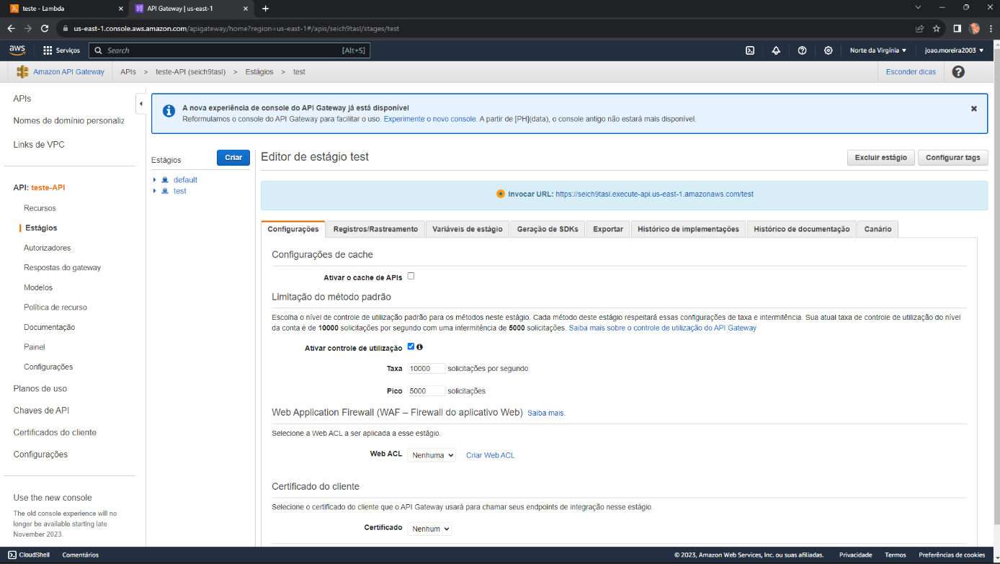 teste - Lambda
API Gateway | us-east-1
us-east-1.console.aws.amazon.com/apigateway/home?region=us-east-1#/apis/seich9tasl/stages/test
aws
Serviços
Search
[Alt+S]
Norte da Virgínia
joao.moreira2003
Amazon API Gateway
APIs > teste-API (seich9tasl) > Estágios > test
Esconder dicas
APIs
Nomes de domínio personaliz
Links de VPC
API: teste-API
Recursos
Estágios
Autorizadores
Respostas do gateway
Modelos
Política de recurso
Documentação
Painel
Configurações
Planos de uso
Chaves de API
Certificados do cliente
Configurações
Use the new console
The old console experience will no
longer be available starting late
November 2023.
A nova experiência de console do API Gateway já está disponível
Reformulamos o console do API Gateway para facilitar o uso. Experimente o novo console. A partir de [PH](data), o console antigo não estará mais disponível.
Estágios
Criar
default
test
Editor de estágio test
Excluir estágio
Configurar tags
Invocar URL: https://seich9tasl.execute-api.us-east-1.amazonaws.com/test
Configurações
Registros/Rastreamento
Variáveis de estágio
Geração de SDKs
Exportar
Histórico de implementações
Histórico de documentação
Canário
Configurações de cache
Ativar o cache de APIs
Limitação do método padrão
Escolha o nível de controle de utilização padrão para os métodos neste estágio. Cada método deste estágio respeitará essas configurações de taxa e intermitência. Sua atual taxa de controle de utilização do nível
da conta é de 10000 solicitações por segundo com uma intermitência de 5000 solicitações. Saiba mais sobre o controle de utilização do API Gateway
Ativar controle de utilização
Taxa 10000 solicitações por segundo
Pico 5000 solicitações
Web Application Firewall (WAF – Firewall do aplicativo Web) Saiba mais.
Selecione a Web ACL a ser aplicada a esse estágio.
Web ACL Nenhuma Criar Web ACL
Certificado do cliente
Selecione o certificado do cliente que o API Gateway usará para chamar seus endpoints de integração nesse estágio.
Certificado Nenhum
CloudShell
Comentários
© 2023, Amazon Web Services, Inc. ou suas afiliadas.
Privacidade
Termos
Preferências de cookies